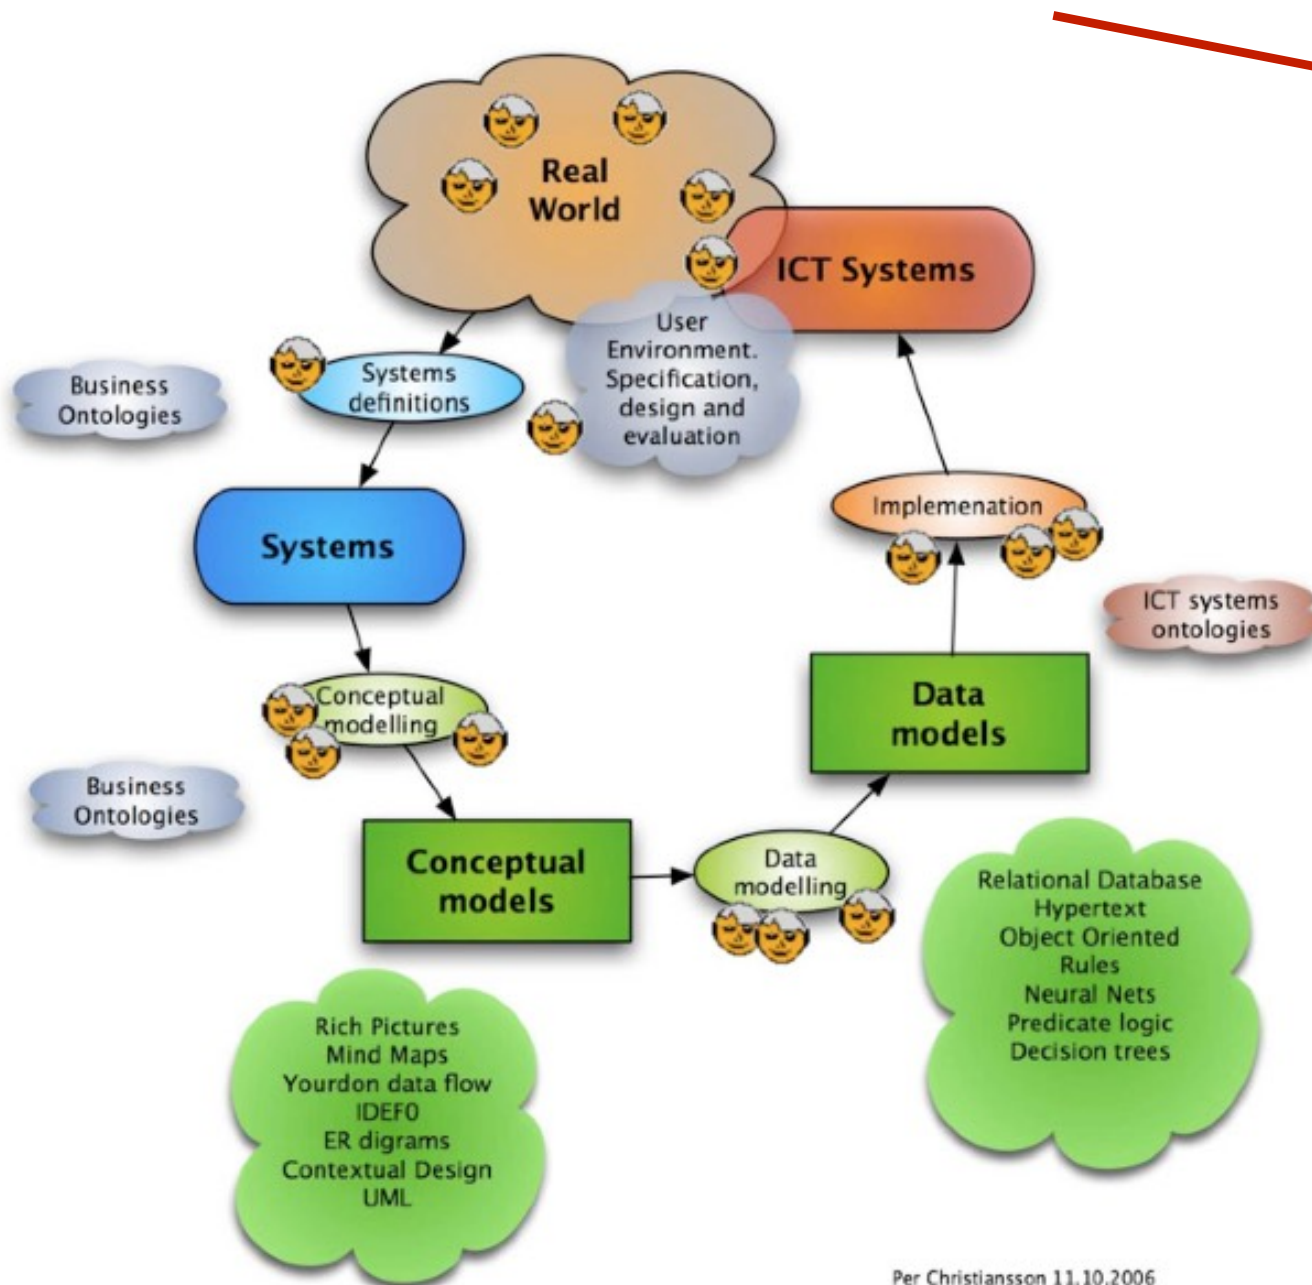 Real
World
ICT Systems
User
Environment.
Specification,
design and
evaluation
Systems
definitions
Business
Ontologies
Systems
Implemenation
ICT systems
ontologies
Conceptual
modelling
Data
models
Business
Ontologies
Conceptual
models
Data
modelling
Relational Database
Hypertext
Object Oriented
Rules
Neural Nets
Predicate logic
Decision trees
Rich Pictures
Mind Maps
Yourdon data flow
IDEF0
ER digrams
Contextual Design
UML
Per Christiansson 11.10.2006